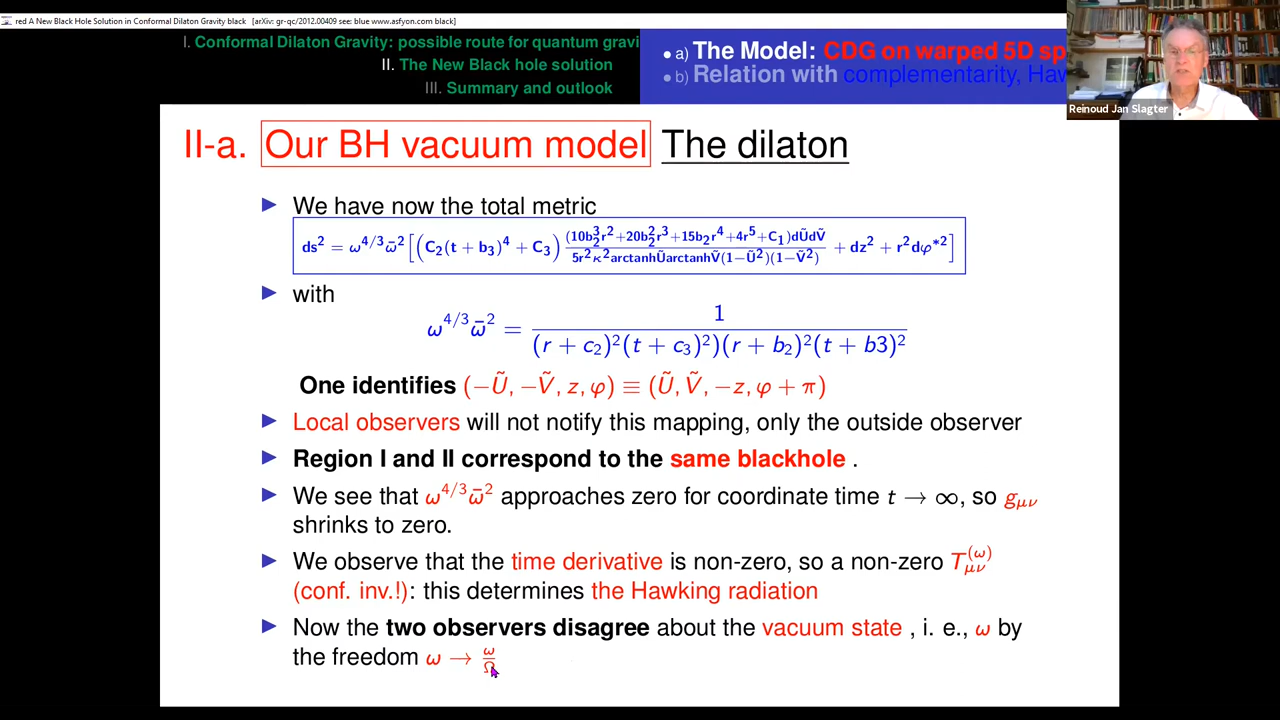 red A New Black Hole Solution in Conformal Dilaton Gravity black [arXiv: gr-qc/2012.00409 see: blue www.asfyon.com black]
I. Conformal Dilaton Gravity: possible route for quantum gravi
II. The New Black hole solution
III. Summary and outlook
a) The Model: CDG on warped 5D sp
b) Relation with complementarity, Haw
Reinoud Jan Slagter
II-a. Our BH vacuum model The dilaton
▶ We have now the total metric
ds² = ω^4/3 ω̄² [ (C₂(t + b₃)⁴ + C₃) (10b₂³r²+20b₂²r³+15b₂r⁴+4r⁵+C₁)dŨdṼ / 5r²κ²arctanhŨarctanhṼ(1−Ũ²)(1−Ṽ²) + dz² + r²dφ*² ]
▶ with
ω^4/3 ω̄² = 1 / (r + c₂)²(t + c₃)²)(r + b₂)²(t + b3)²
One identifies (−Ũ, −Ṽ, z, φ) ≡ (Ũ, Ṽ, −z, φ + π)
▶ Local observers will not notify this mapping, only the outside observer
▶ Region I and II correspond to the same blackhole .
▶ We see that ω^4/3 ω̄² approaches zero for coordinate time t → ∞, so gμν
shrinks to zero.
▶ We observe that the time derivative is non-zero, so a non-zero Tμν^(ω)
(conf. inv.!): this determines the Hawking radiation
▶ Now the two observers disagree about the vacuum state , i. e., ω by
the freedom ω → ω/Ω